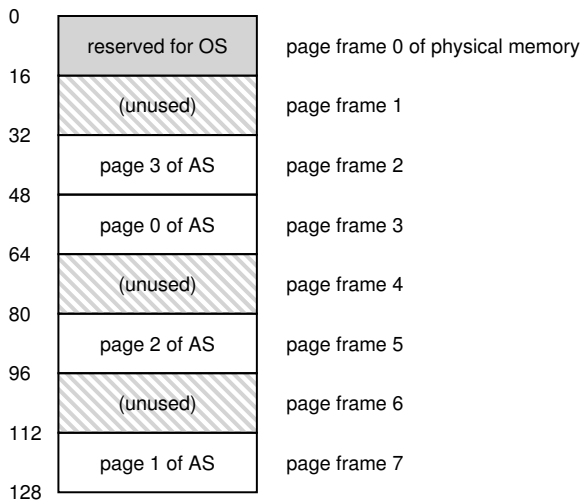 0
reserved for OS page frame 0 of physical memory
16
(unused) page frame 1
32
page 3 of AS page frame 2
48
page 0 of AS page frame 3
64
(unused) page frame 4
80
page 2 of AS page frame 5
96
(unused) page frame 6
112
page 1 of AS page frame 7
128